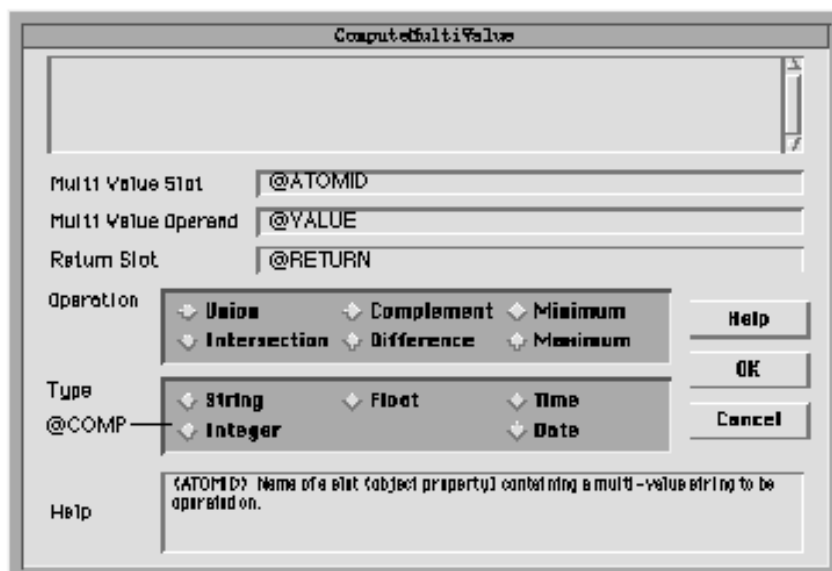 ComputeMultiValue
Multi Value Slot @ATOMID
Multi Value Operand @VALUE
Return Slot @RETURN
Operation
Union Complement Minimum
Intersection Difference Maximum
Help
OK
Cancel
Type
@COMP
String Float Time
Integer Date
Help
(ATOMID) Name of a slot (object property) containing a multi-value string to be
operated on.